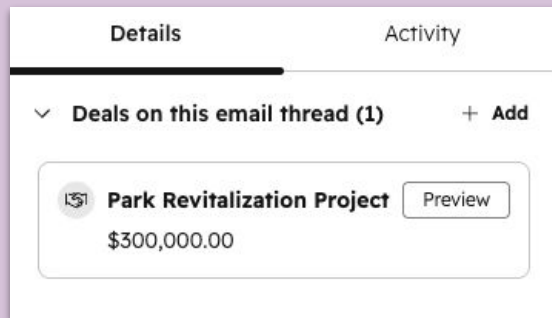 Details
Activity
Deals on this email thread (1)
+ Add
Park Revitalization Project
Preview
$300,000.00